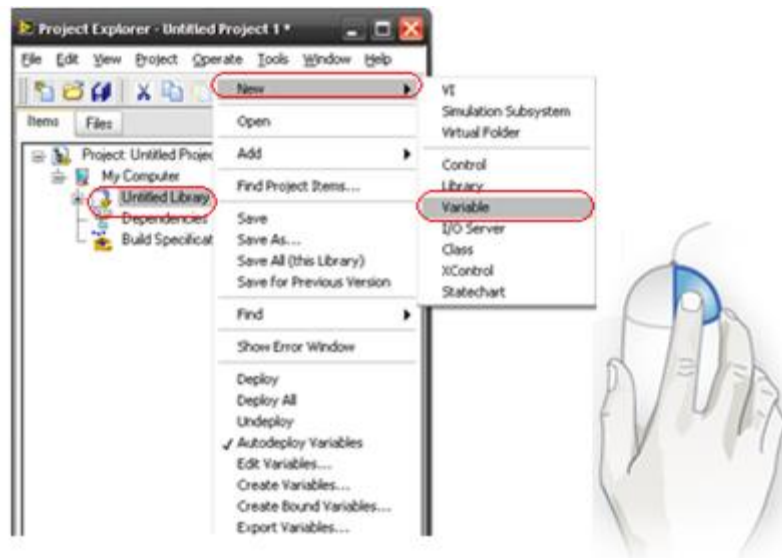 Project Explorer - Untitled Project 1 *
File Edit View Project Operate Tools Window Help
Items Files
Project: Untitled Projec
My Computer
Untitled Library
Dependencies
Build Specificat
New
Open
Add
Find Project Items...
Save
Save As...
Save All (this Library)
Save for Previous Version
Find
Show Error Window
Deploy
Deploy All
Undeploy
Autodeploy Variables
Edit Variables...
Create Variables...
Create Bound Variables...
Export Variables...
VI
Simulation Subsystem
Virtual Folder
Control
Library
Variable
I/O Server
Class
XControl
Statechart